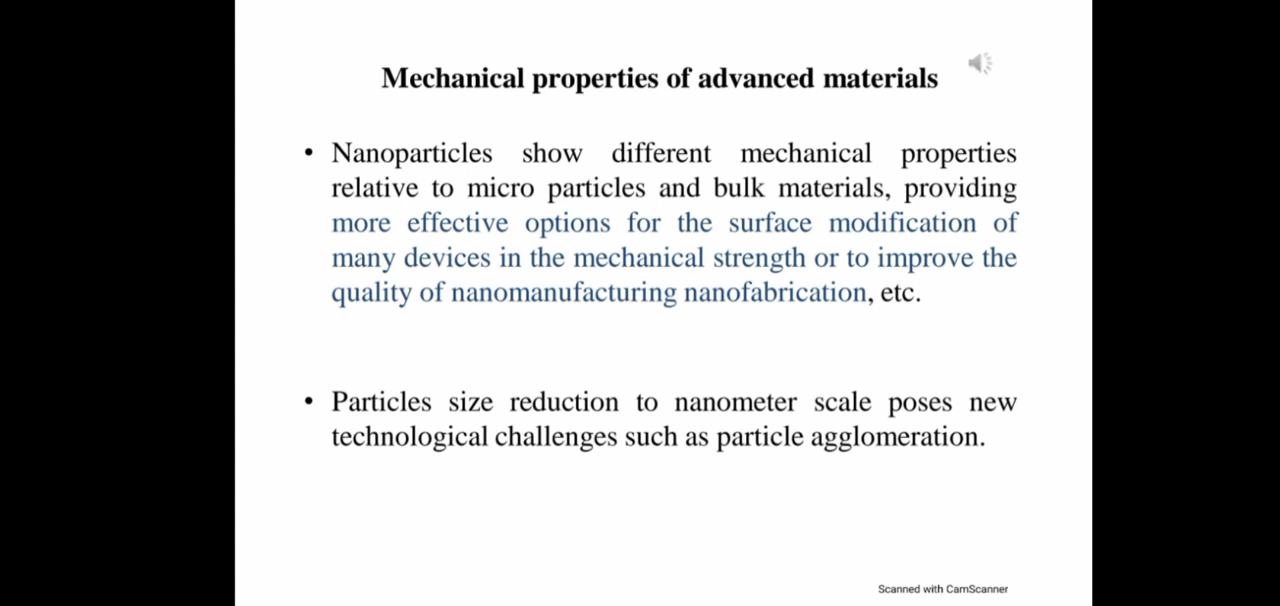 Mechanical properties of advanced materials
• Nanoparticles show different mechanical properties
relative to micro particles and bulk materials, providing
more effective options for the surface modification of
many devices in the mechanical strength or to improve the
quality of nanomanufacturing nanofabrication, etc.
• Particles size reduction to nanometer scale poses new
technological challenges such as particle agglomeration.
Scanned with CamScanner